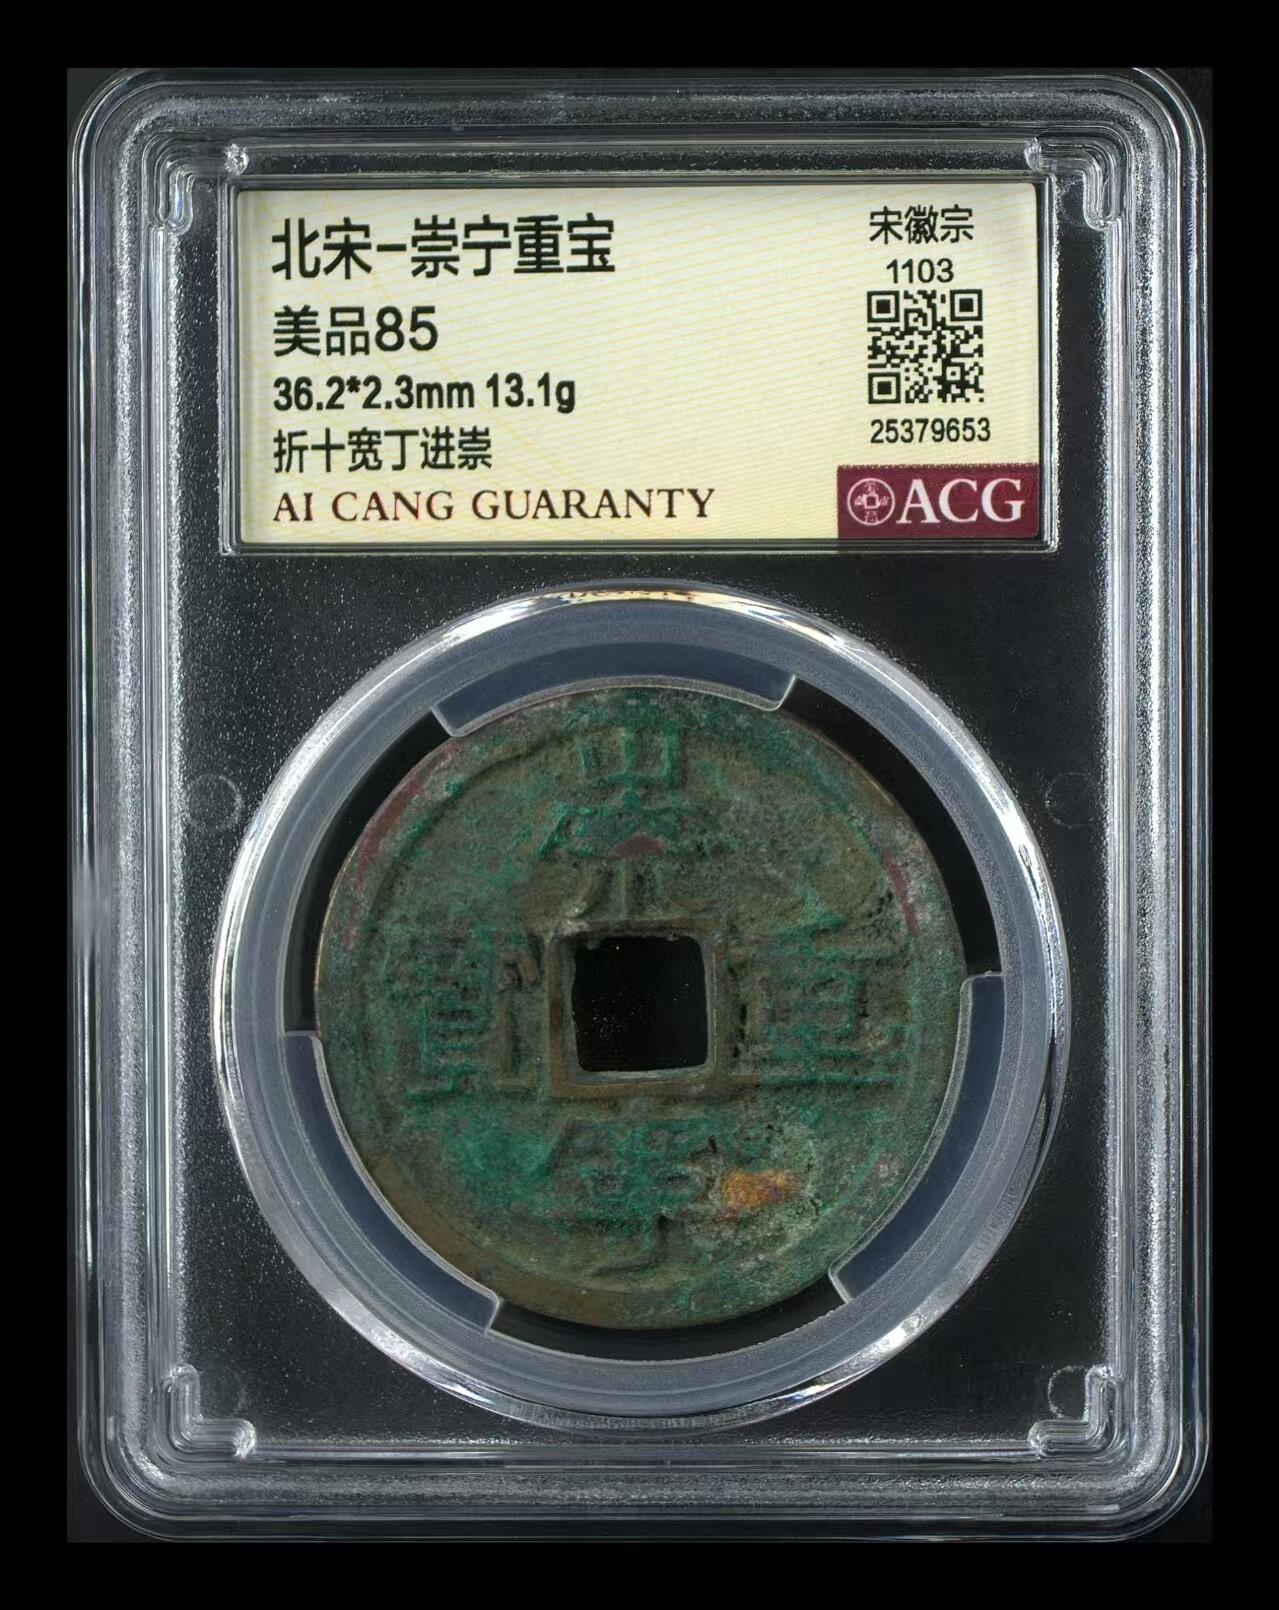 北宋-崇宁重宝
美品85
36.2*2.3mm 13.1g
折十宽丁进崇
AI CANG GUARANTY
宋徽宗
1103
25379653
ACG
崇
重
寶
寧